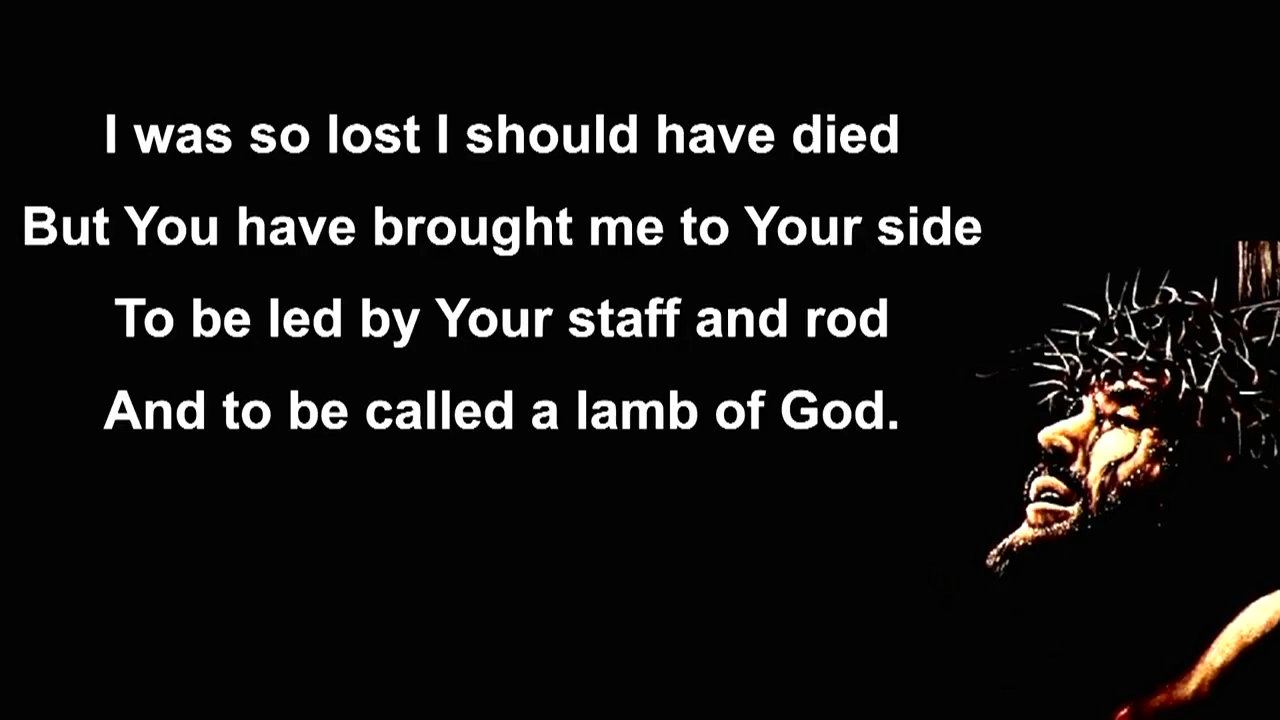 I was so lost I should have died
But You have brought me to Your side
To be led by Your staff and rod
And to be called a lamb of God.